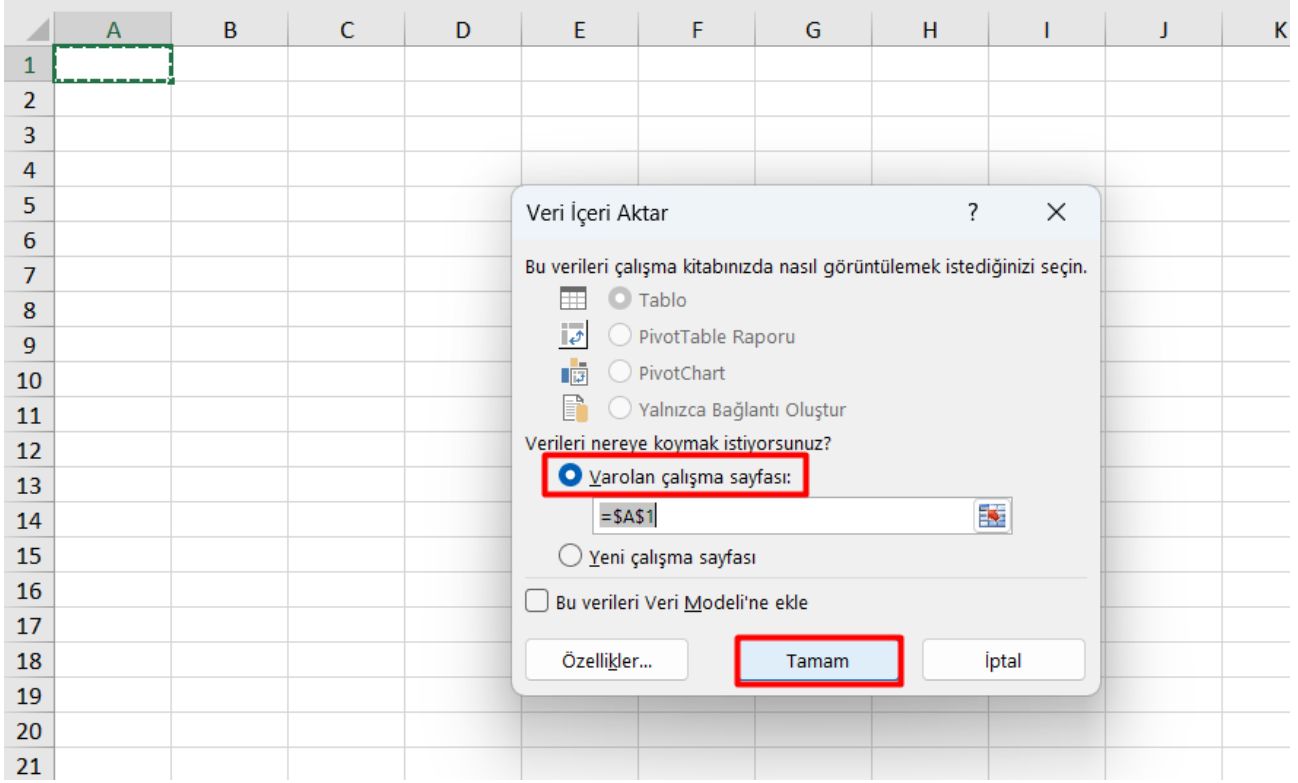 A B C D E F G H I J K
1
2
3
4
5
Veri İçeri Aktar ? X
6
Bu verileri çalışma kitabınızda nasıl görüntülemek istediğinizi seçin.
7
8
Tablo
9
PivotTable Raporu
10
PivotChart
11
Yalnızca Bağlantı Oluştur
12
Verileri nereye koymak istiyorsunuz?
13
Varolan çalışma sayfası:
14
=$A$1
15
Yeni çalışma sayfası
16
Bu verileri Veri Modeli'ne ekle
17
18
Özellikler... Tamam İptal
19
20
21